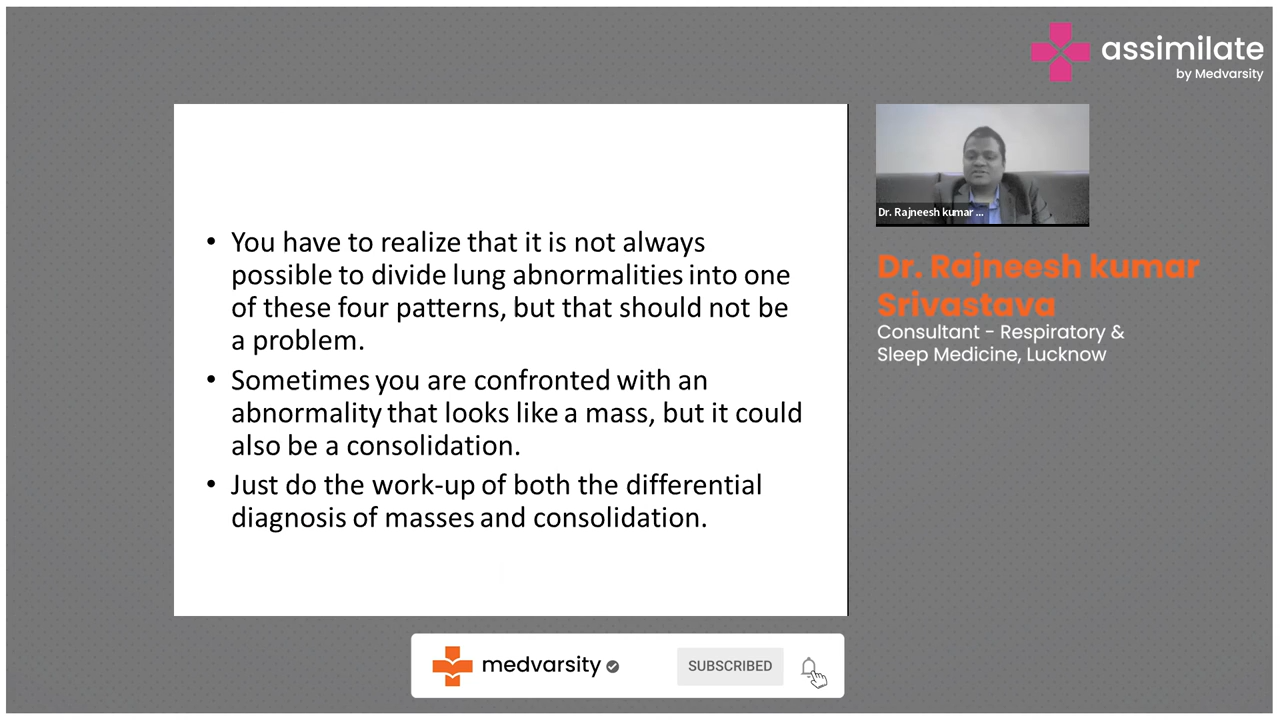 assimilate
by Medvarsity
• You have to realize that it is not always
possible to divide lung abnormalities into one
of these four patterns, but that should not be
a problem.
• Sometimes you are confronted with an
abnormality that looks like a mass, but it could
also be a consolidation.
• Just do the work-up of both the differential
diagnosis of masses and consolidation.
Dr. Rajneesh kumar ...
Dr. Rajneesh kumar
Srivastava
Consultant - Respiratory &
Sleep Medicine, Lucknow
medvarsity
SUBSCRIBED